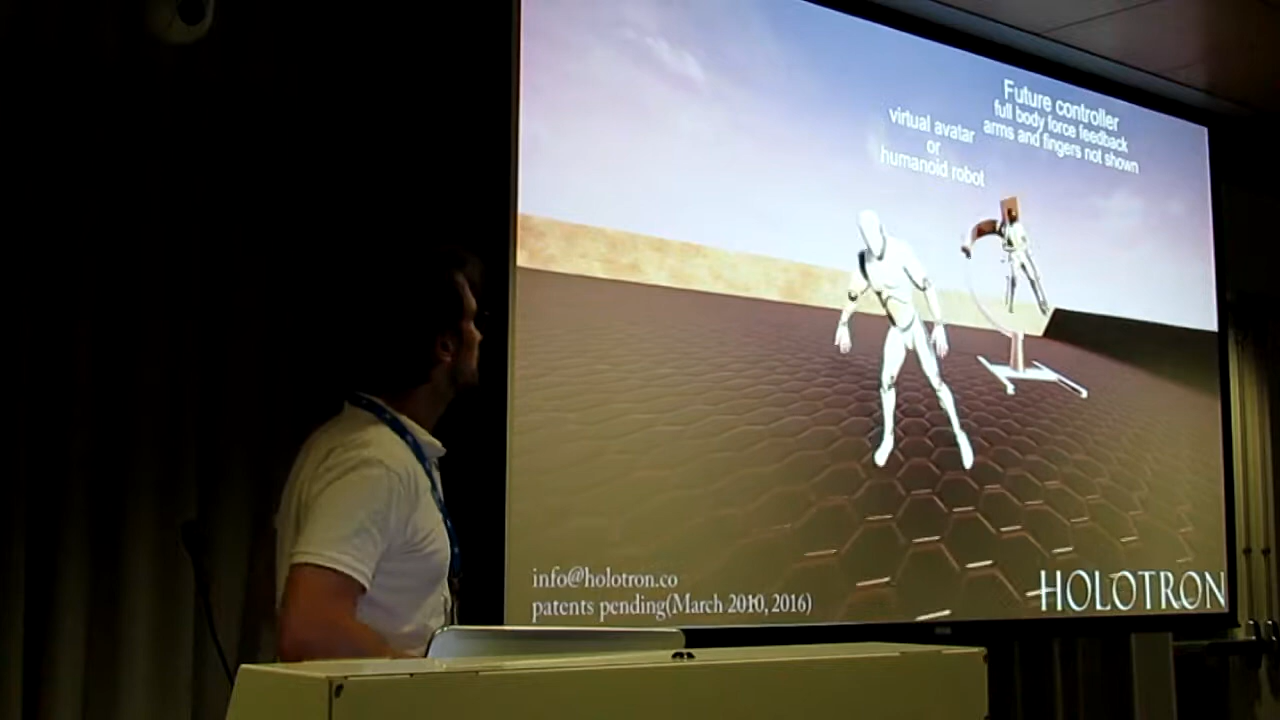 Future controller
full body force feedback
arms and fingers not shown
virtual avatar
or
humanoid robot
info@holotron.co
patents pending(March 2010, 2016)
HOLOTRON